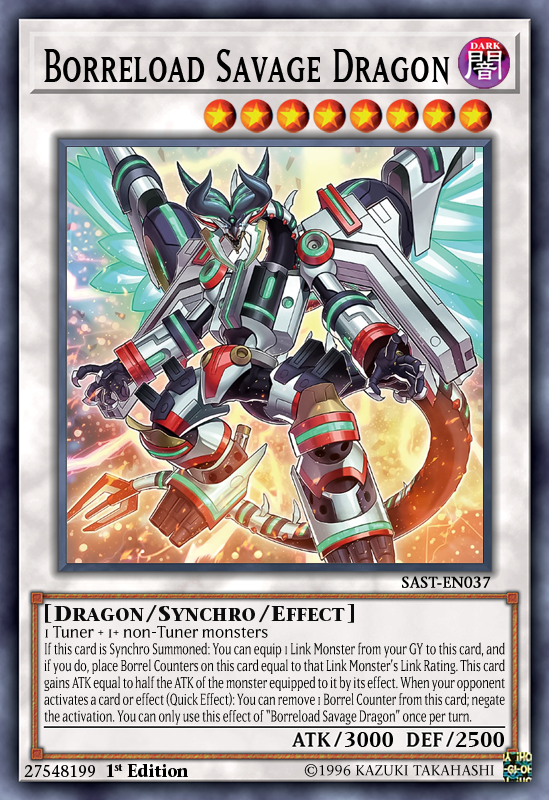 Borreload Savage Dragon
DARK
闇
SAST-EN037
[Dragon/Synchro/Effect]
1 Tuner + 1+ non-Tuner monsters
If this card is Synchro Summoned: You can equip 1 Link Monster from your GY to this card, and
if you do, place Borrel Counters on this card equal to that Link Monster's Link Rating. This card
gains ATK equal to half the ATK of the monster equipped to it by its effect. When your opponent
activates a card or effect (Quick Effect): You can remove 1 Borrel Counter from this card; negate
the activation. You can only use this effect of "Borreload Savage Dragon" once per turn.
ATK/3000 DEF/2500
27548199 1st Edition ©1996 KAZUKI TAKAHASHI